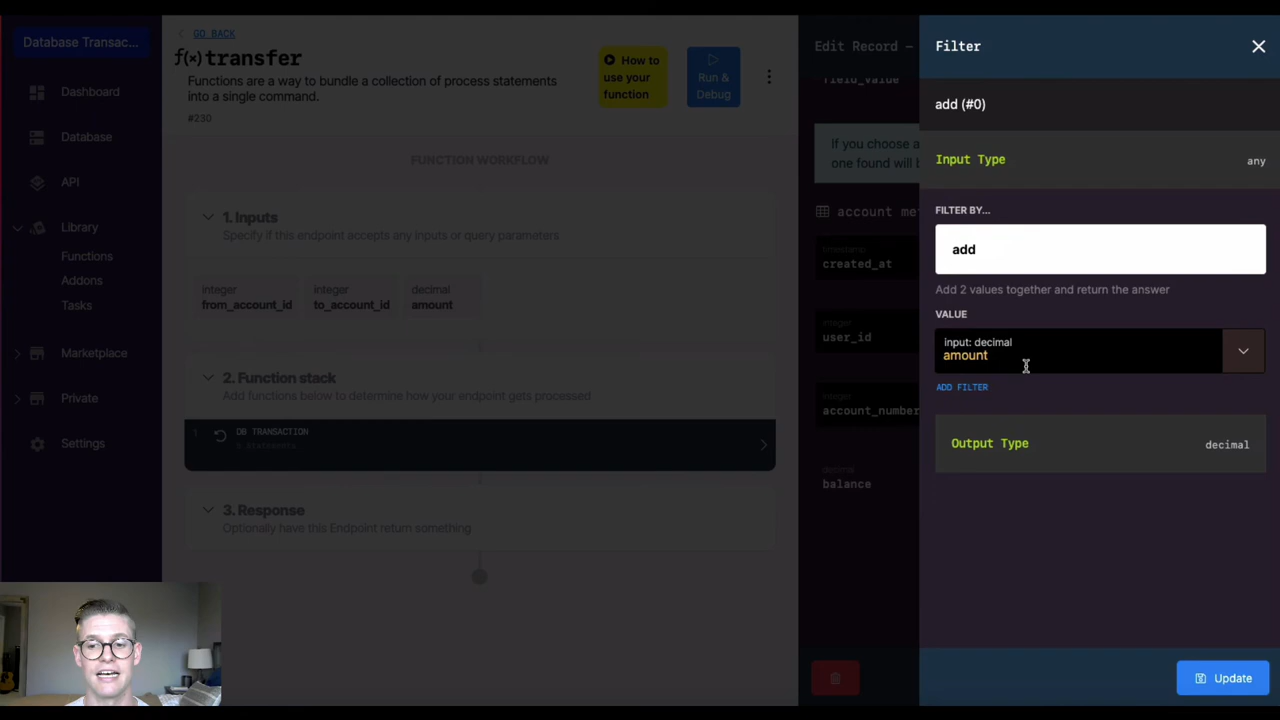 Database Transac...
Dashboard
Database
API
Library
Functions
Addons
Tasks
Marketplace
Private
Settings
GO BACK
f(x) transfer
Functions are a way to bundle a collection of process statements
into a single command.
#230
How to
use your
function
Run &
Debug
FUNCTION WORKFLOW
1. Inputs
Specify if this endpoint accepts any inputs or query parameters
integer
from_account_id
integer
to_account_id
decimal
amount
2. Function stack
Add functions below to determine how your endpoint gets processed
1
DB TRANSACTION
3. Response
Optionally have this Endpoint return something
Edit Record –
field_value
If you choose a
one found will b
account me
timestamp
created_at
integer
user_id
integer
account_number
decimal
balance
Filter
add (#0)
Input Type
any
FILTER BY...
add
Add 2 values together and return the answer
VALUE
input: decimal
amount
ADD FILTER
Output Type
decimal
Update